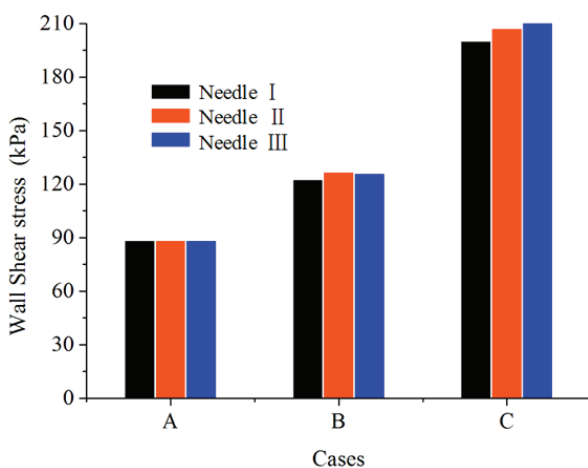 210
180
150
120
90
60
30
0
Wall Shear stress (kPa)
Needle Ⅰ
Needle Ⅱ
Needle Ⅲ
A B C
Cases